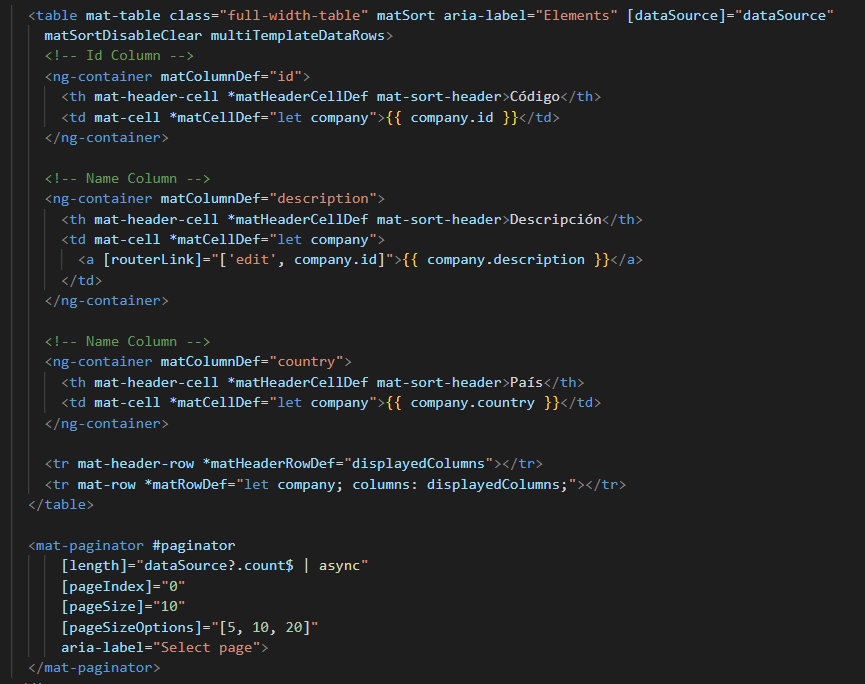 <table mat-table class="full-width-table" matSort aria-label="Elements" [dataSource]="dataSource"
matSortDisableClear multiTemplateDataRows>
<!-- Id Column -->
<ng-container matColumnDef="id">
<th mat-header-cell *matHeaderCellDef mat-sort-header>Código</th>
<td mat-cell *matCellDef="let company">{{ company.id }}</td>
</ng-container>
<!-- Name Column -->
<ng-container matColumnDef="description">
<th mat-header-cell *matHeaderCellDef mat-sort-header>Descripción</th>
<td mat-cell *matCellDef="let company">
<a [routerLink]="['edit', company.id]">{{ company.description }}</a>
</td>
</ng-container>
<!-- Name Column -->
<ng-container matColumnDef="country">
<th mat-header-cell *matHeaderCellDef mat-sort-header>País</th>
<td mat-cell *matCellDef="let company">{{ company.country }}</td>
</ng-container>
<tr mat-header-row *matHeaderRowDef="displayedColumns"></tr>
<tr mat-row *matRowDef="let company; columns: displayedColumns;"></tr>
</table>
<mat-paginator #paginator
[length]="dataSource?.count$ | async"
[pageIndex]="0"
[pageSize]="10"
[pageSizeOptions]="[5, 10, 20]"
aria-label="Select page">
</mat-paginator>